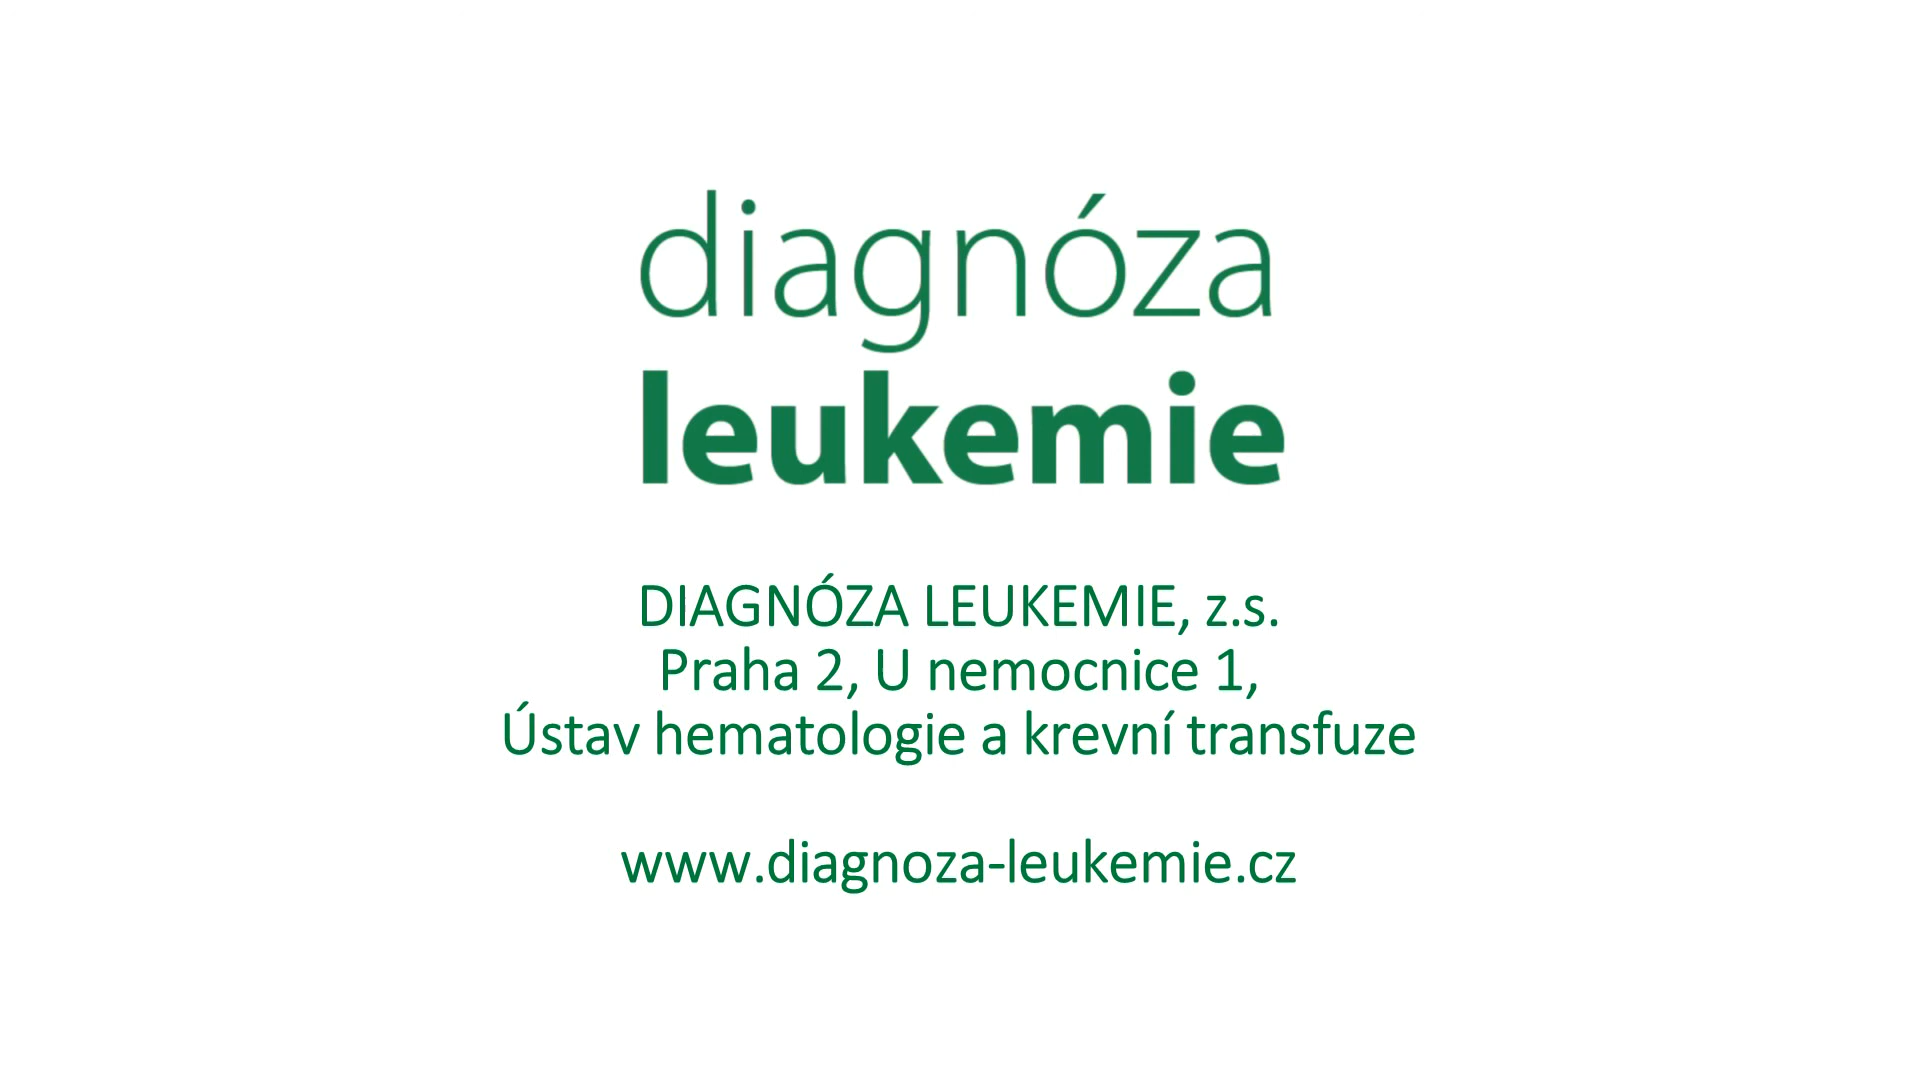 diagnóza
leukemie
DIAGNÓZA LEUKEMIE, z.s.
Praha 2, U nemocnice 1,
Ústav hematologie a krevní transfuze
www.diagnoza-leukemie.cz